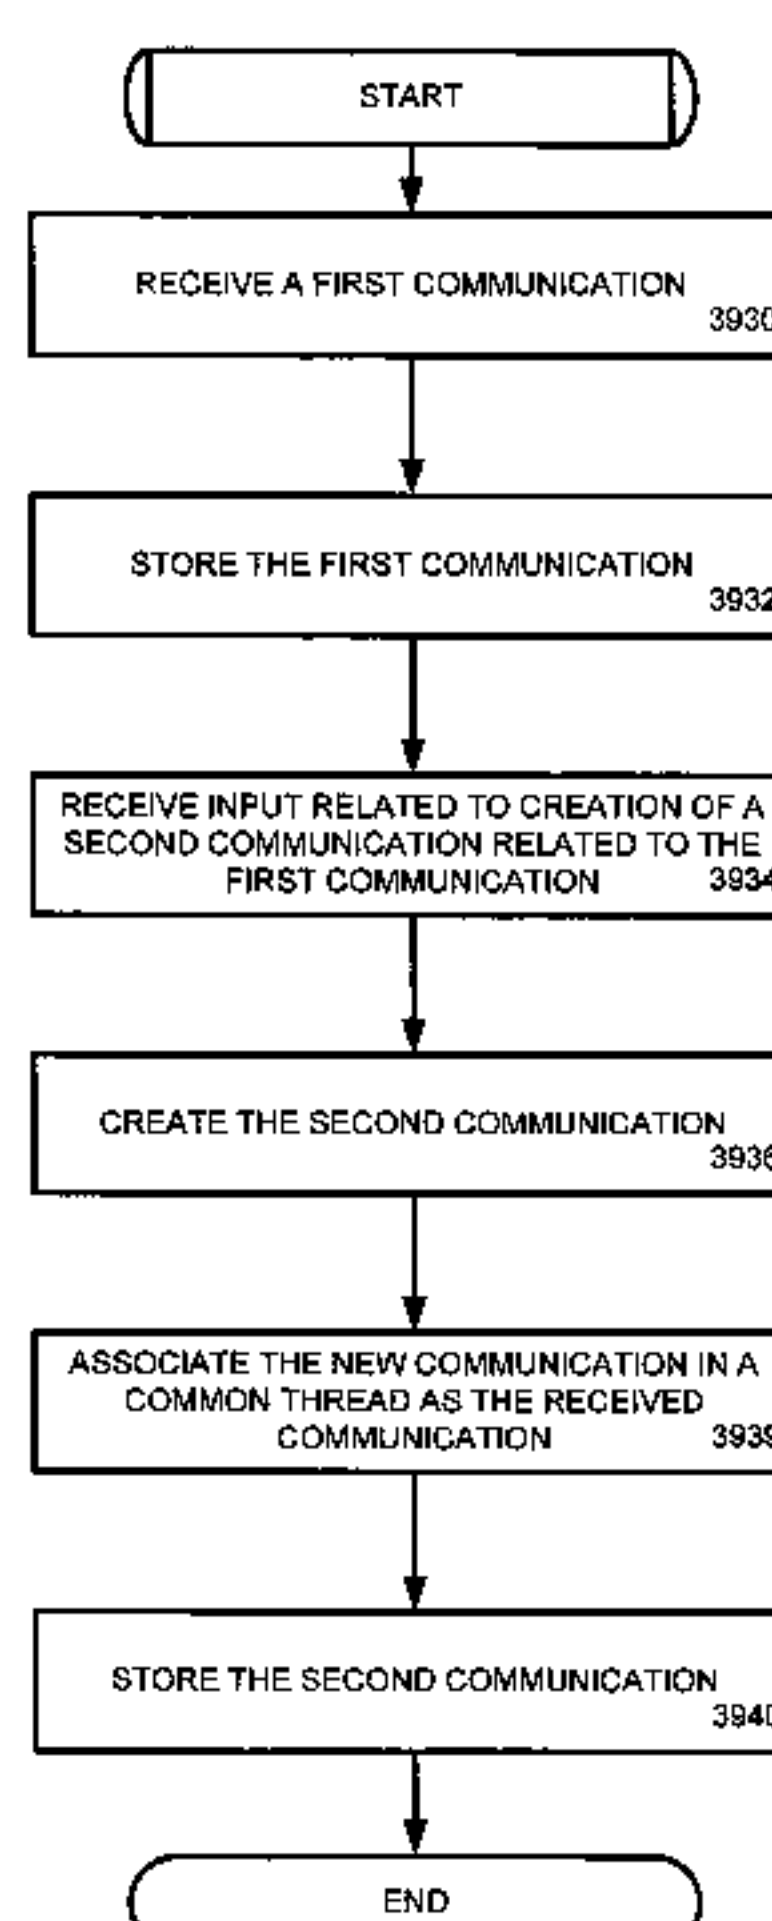 START
RECEIVE A FIRST COMMUNICATION
3930
STORE THE FIRST COMMUNICATION
3932
RECEIVE INPUT RELATED TO CREATION OF A
SECOND COMMUNICATION RELATED TO THE
FIRST COMMUNICATION 3934
CREATE THE SECOND COMMUNICATION
3936
ASSOCIATE THE NEW COMMUNICATION IN A
COMMON THREAD AS THE RECEIVED
COMMUNICATION 3939
STORE THE SECOND COMMUNICATION
3940
END